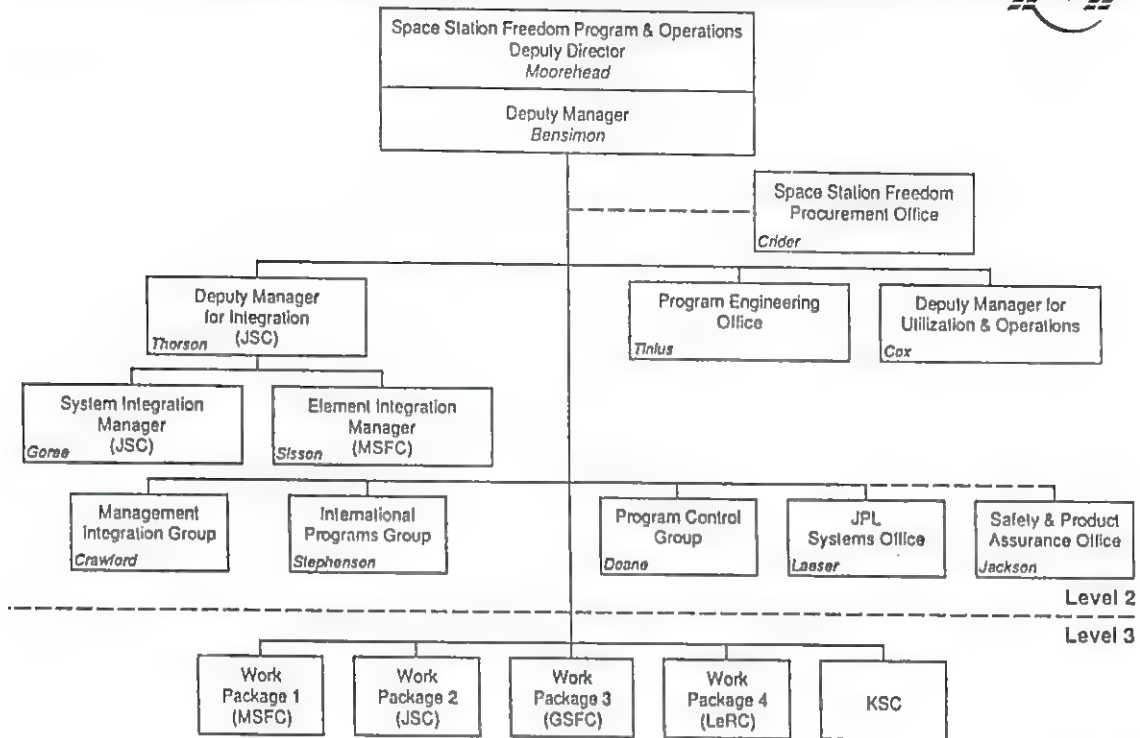 Space Station Freedom Program & Operations
Deputy Director
Moorehead
Deputy Manager
Bensimon
Space Station Freedom
Procurement Office
Crider
Deputy Manager
for Integration
(JSC)
Thorson
Program Engineering
Office
Tinius
Deputy Manager for
Utilization & Operations
Cox
System Integration
Manager
(JSC)
Goree
Element Integration
Manager
(MSFC)
Sisson
Management
Integration Group
Crawford
International
Programs Group
Stephenson
Program Control
Group
Doane
JPL
Systems Office
Laeser
Safety & Product
Assurance Office
Jackson
Level 2
Level 3
Work
Package 1
(MSFC)
Work
Package 2
(JSC)
Work
Package 3
(GSFC)
Work
Package 4
(LeRC)
KSC